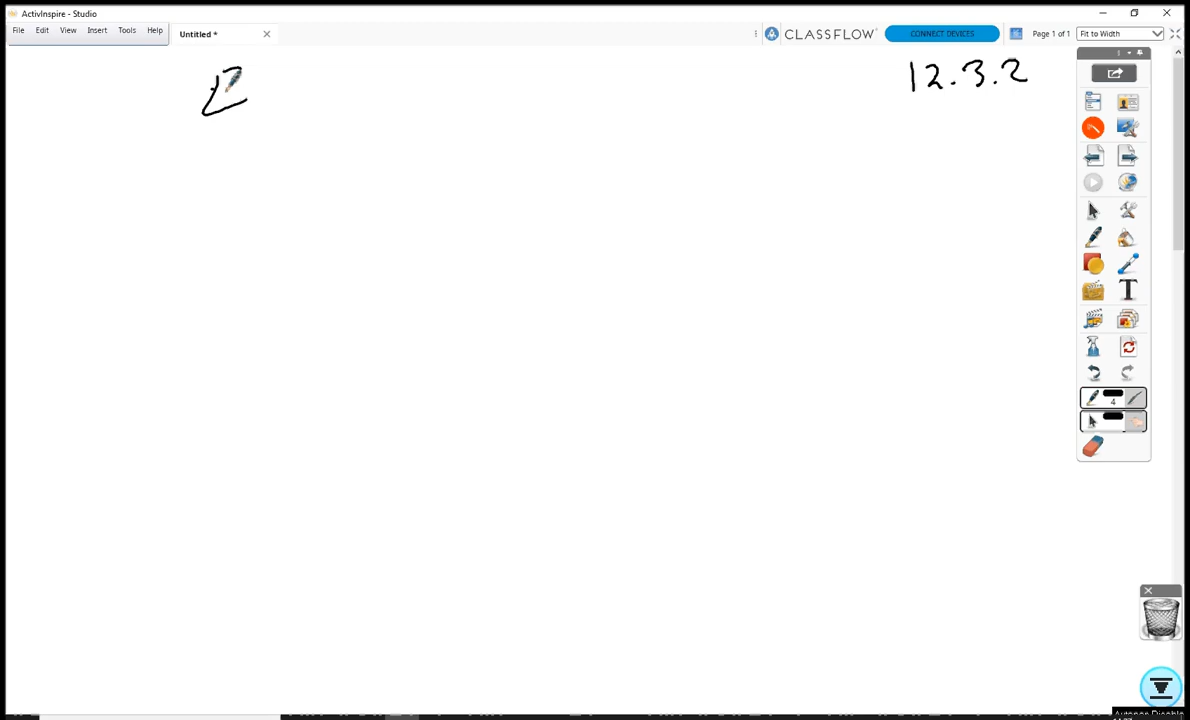 ActivInspire - Studio
File Edit View Insert Tools Help
Untitled *
CLASSFLOW
CONNECT DEVICES
Page 1 of 1
Fit to Width
12.3.2
T
4